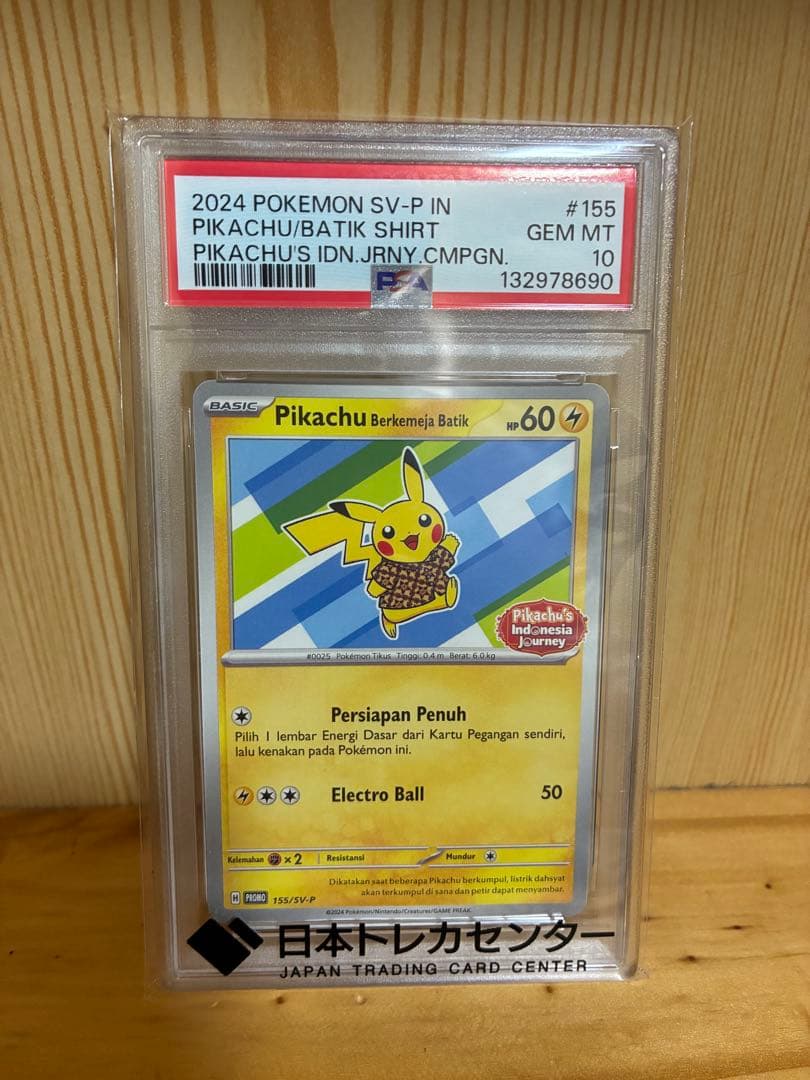 2024 POKEMON SV-P IN #155
PIKACHU/BATIK SHIRT GEM MT
PIKACHU'S IDN.JRNY.CMPGN. 10
PSA 132978690
BASIC Pikachu Berkemeja Batik HP60
Pikachu's
Indonesia
Journey
#0025 Pokémon Tikus Tinggi: 0.4 m Berat: 6.0 kg
Persiapan Penuh
Pilih 1 lembar Energi Dasar dari Kartu Pegangan sendiri,
lalu kenakan pada Pokémon ini.
Electro Ball 50
Kelemahan ×2 Resistansi Mundur
Dikatakan saat beberapa Pikachu berkumpul, listrik dahsyat
akan terkumpul di sana dan petir dapat menyambar.
H PROMO 155/SV-P
©2024 Pokémon/Nintendo/Creatures/GAME FREAK.
日本トレカセンター
JAPAN TRADING CARD CENTER